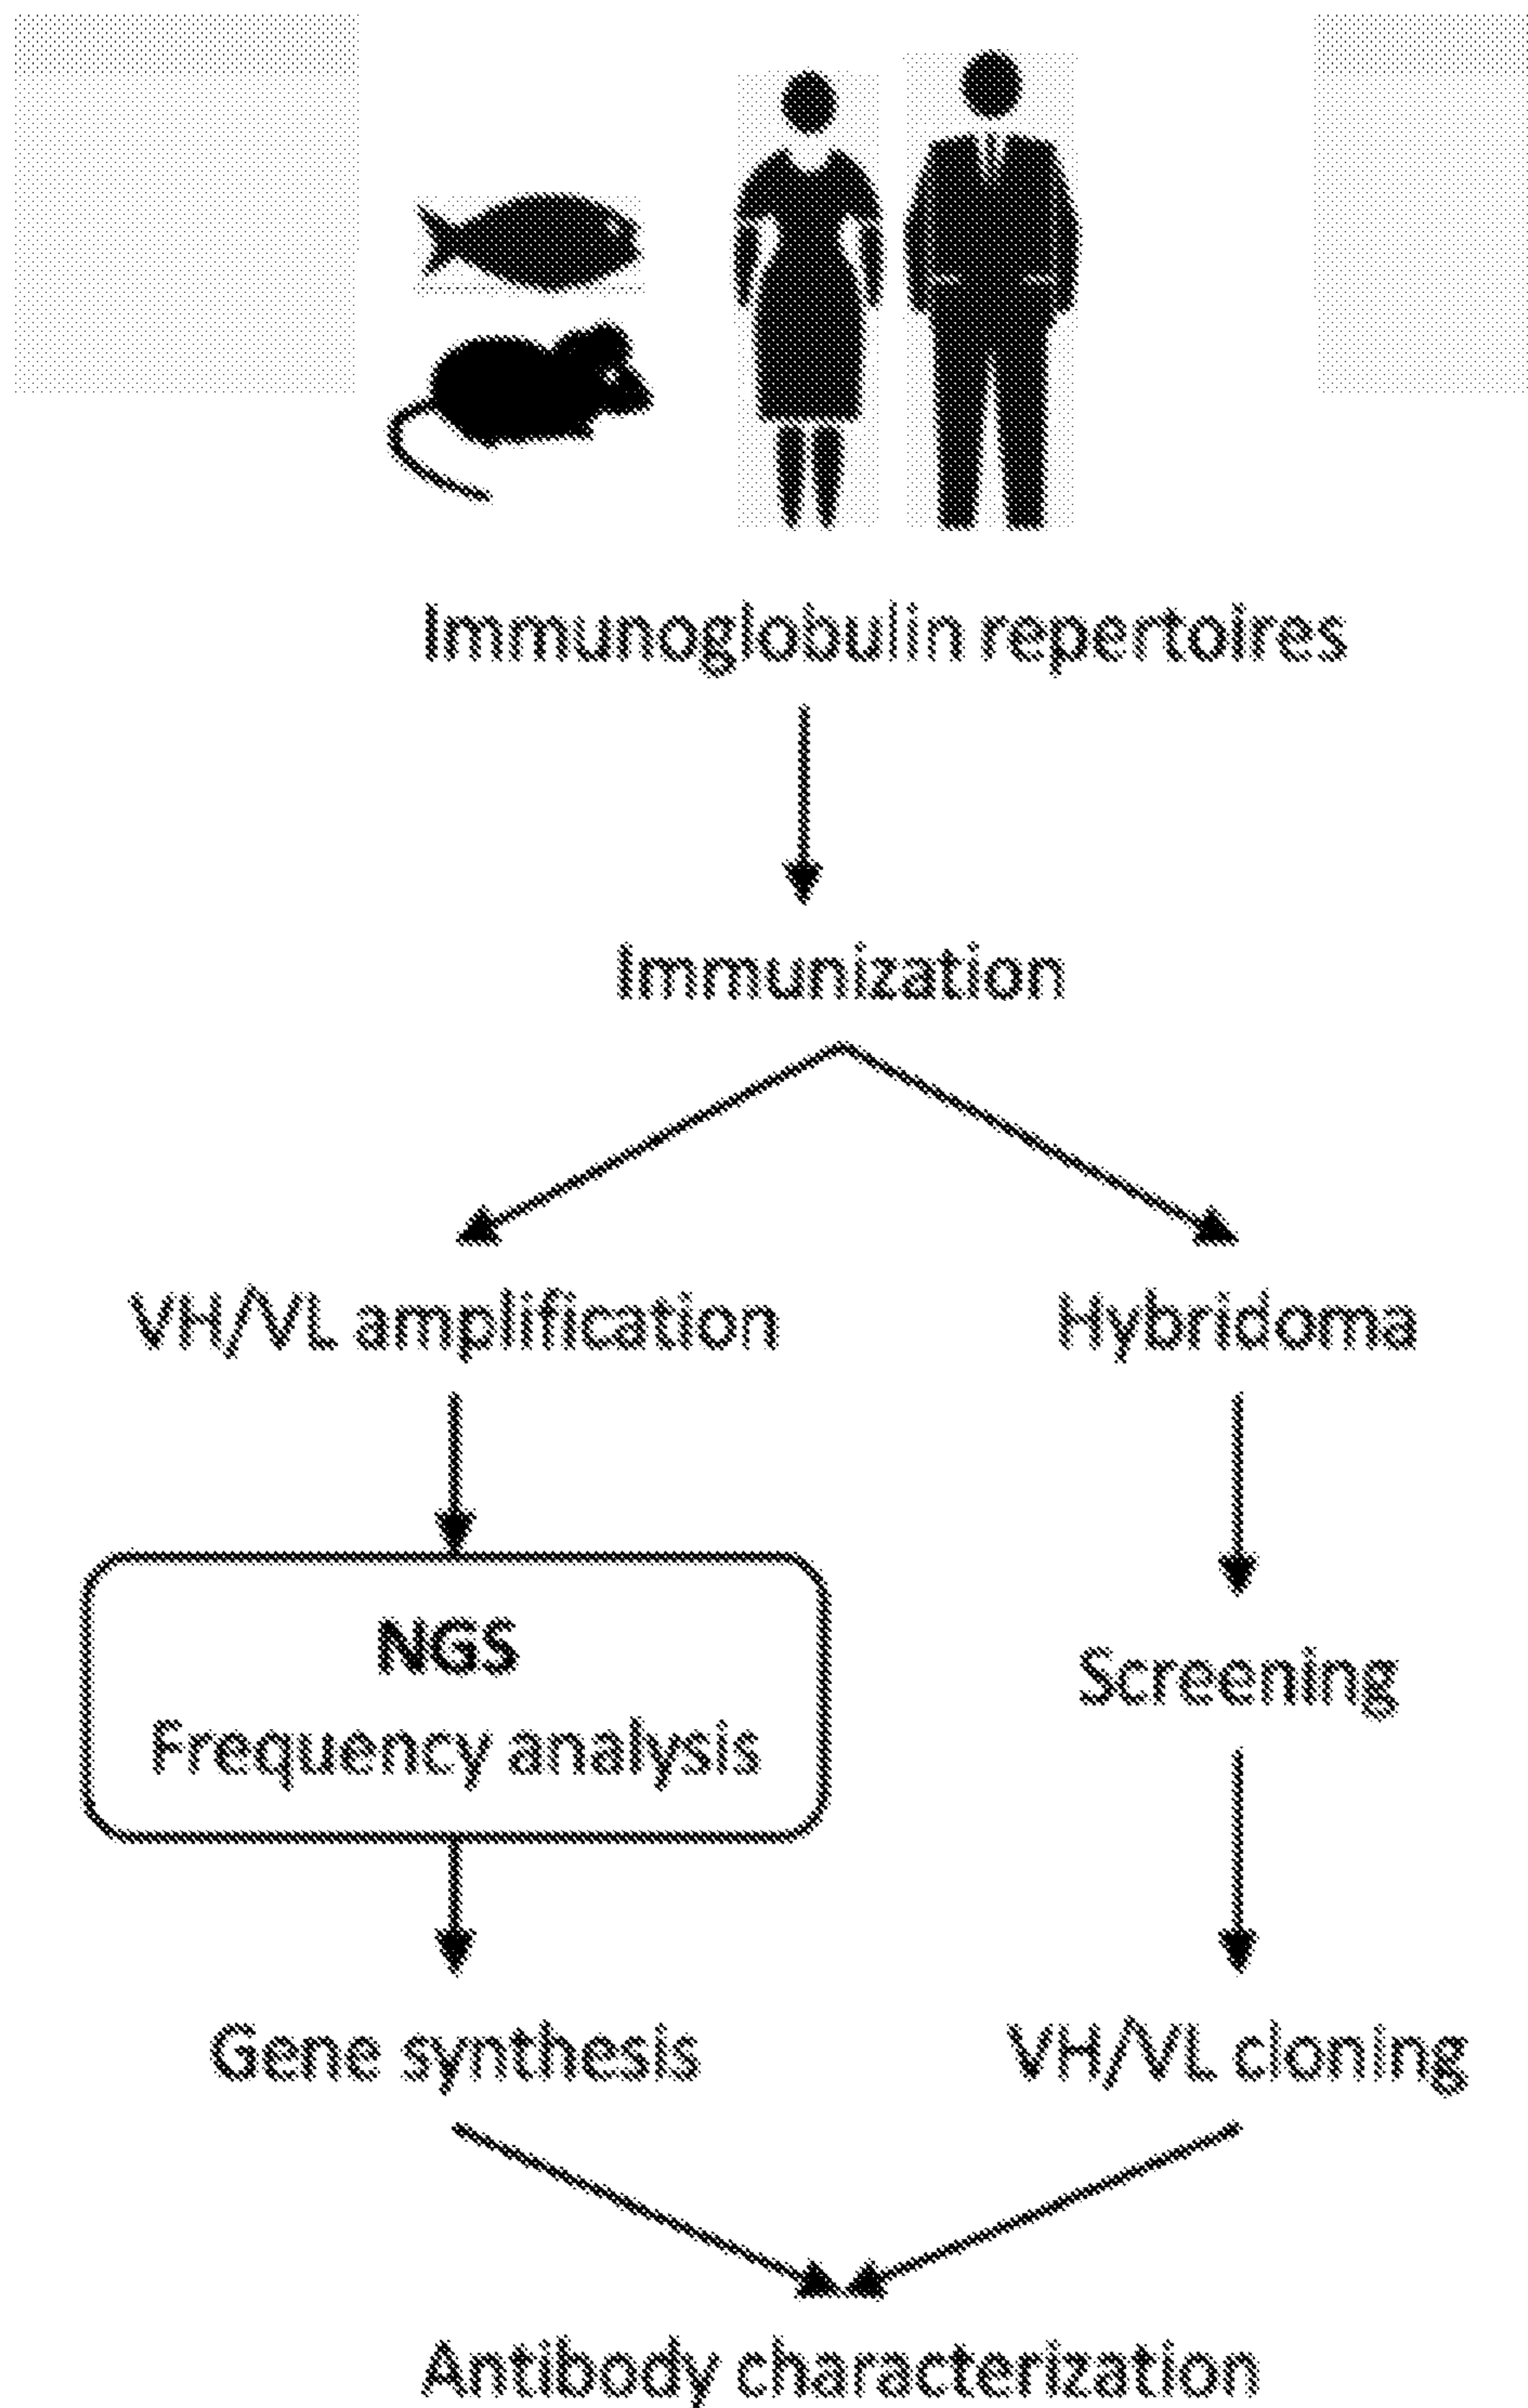 Immunoglobulin repertoires
Immunization
VH/VL amplification
Hybridoma
NGS
Frequency analysis
Screening
Gene synthesis
VH/VL cloning
Antibody characterization